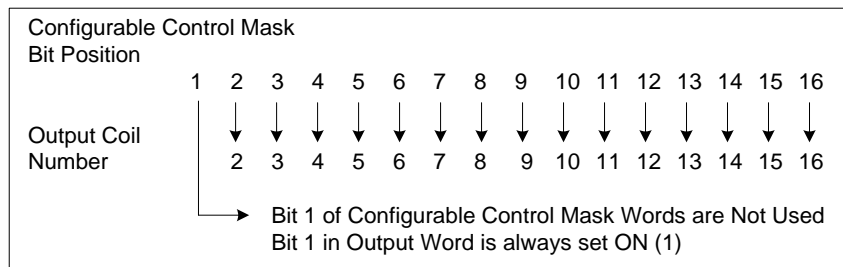 Configurable Control Mask
Bit Position
1 2 3 4 5 6 7 8 9 10 11 12 13 14 15 16
Output Coil
Number 2 3 4 5 6 7 8 9 10 11 12 13 14 15 16
Bit 1 of Configurable Control Mask Words are Not Used
Bit 1 in Output Word is always set ON (1)